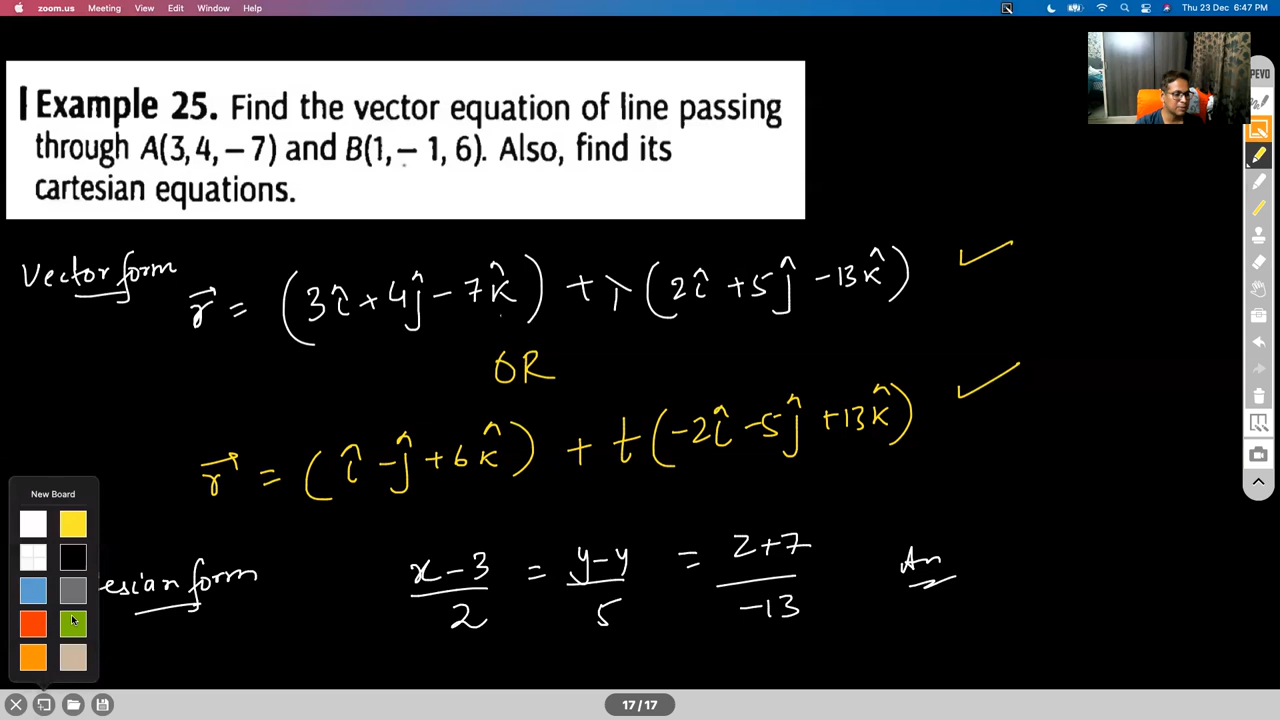 zoom.us Meeting View Edit Window Help Thu 23 Dec 6:47 PM
Example 25. Find the vector equation of line passing
through A(3, 4, – 7) and B(1, – 1, 6). Also, find its
cartesian equations.
Vector form
r⃗ = (3î + 4ĵ - 7k̂) + λ(2î + 5ĵ - 13k̂) ✓
OR
r⃗ = (î - ĵ + 6k̂) + t(-2î - 5ĵ + 13k̂) ✓
New Board
esian form x-3/2 = y-y/5 = z+7/-13 An
17/17